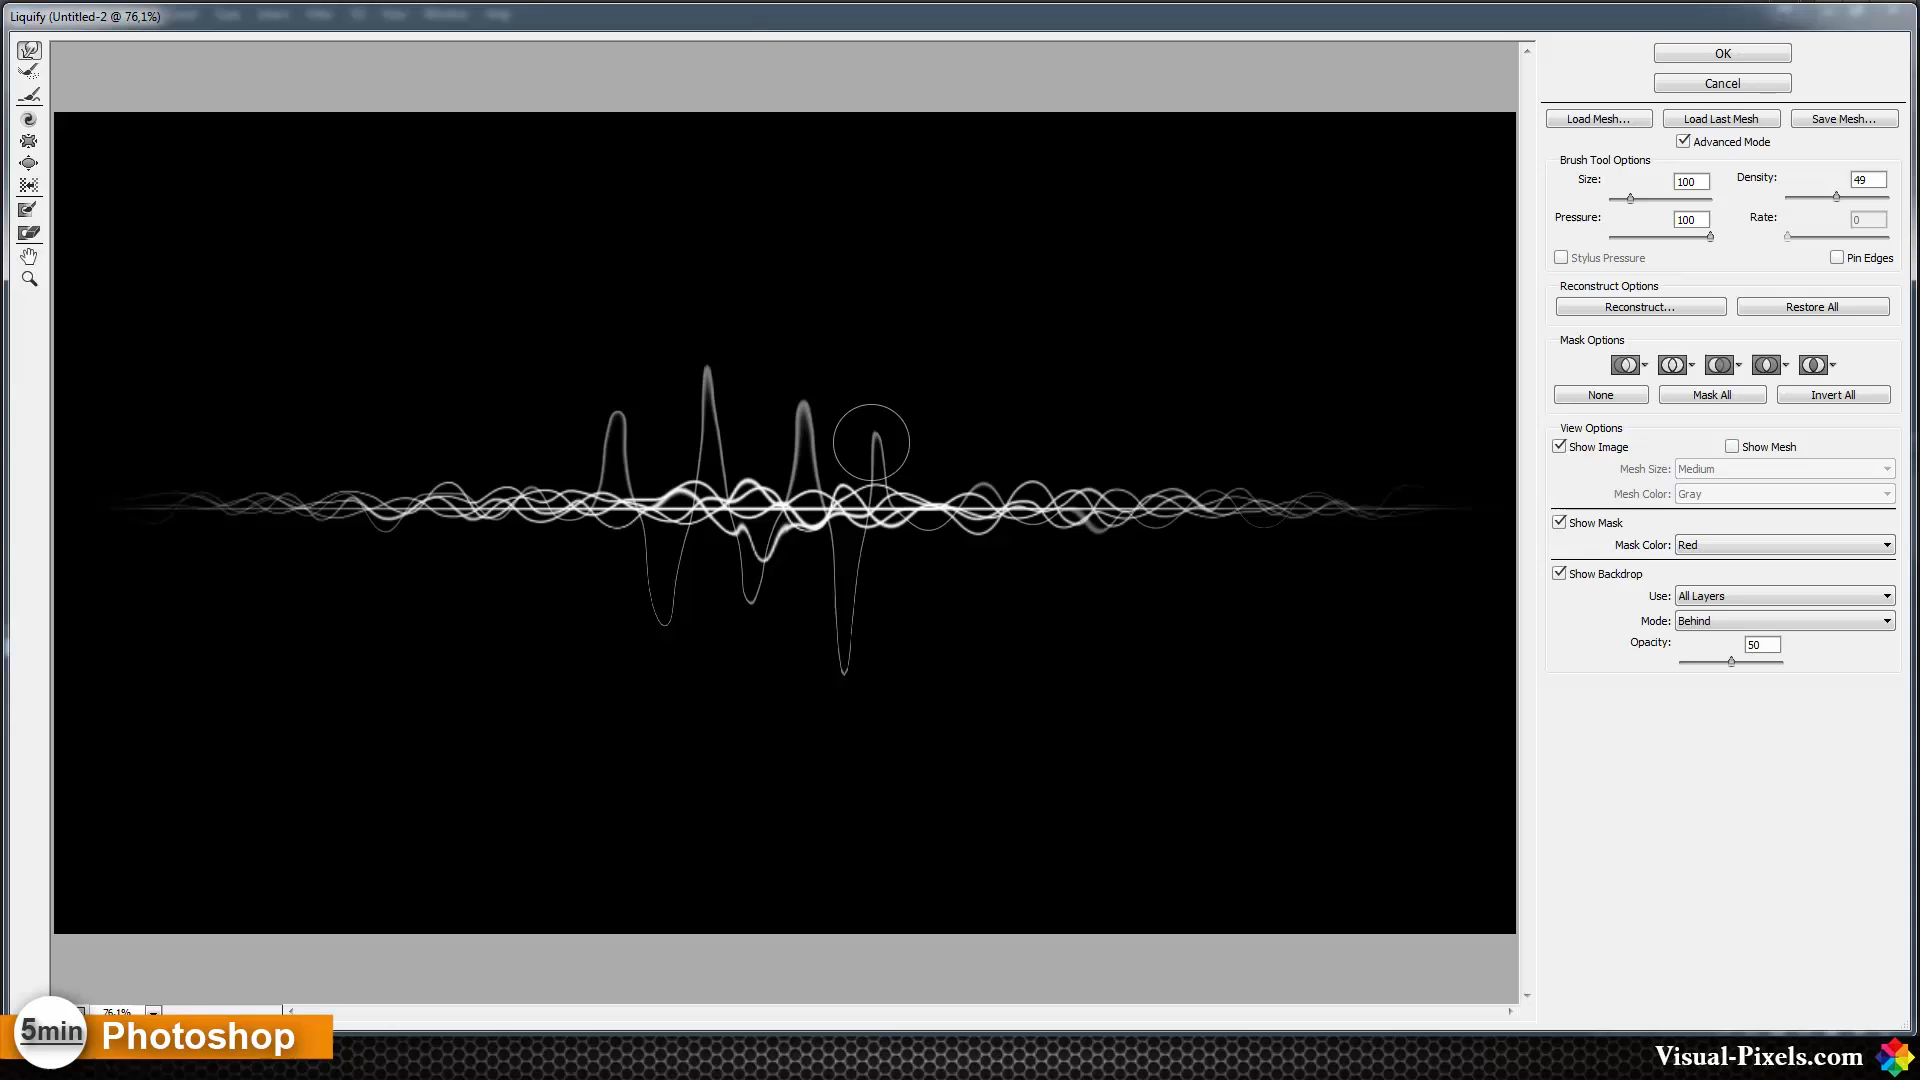 Liquify (Untitled-2 @ 76,1%)
OK
Cancel
Load Mesh... Load Last Mesh Save Mesh...
Advanced Mode
Brush Tool Options
Size: 100 Density: 49
Pressure: 100 Rate: 0
Stylus Pressure Pin Edges
Reconstruct Options
Reconstruct... Restore All
Mask Options
None Mask All Invert All
View Options
Show Image Show Mesh
Mesh Size: Medium
Mesh Color: Gray
Show Mask
Mask Color: Red
Show Backdrop
Use: All Layers
Mode: Behind
Opacity: 50
76,1%
5min Photoshop
Visual-Pixels.com